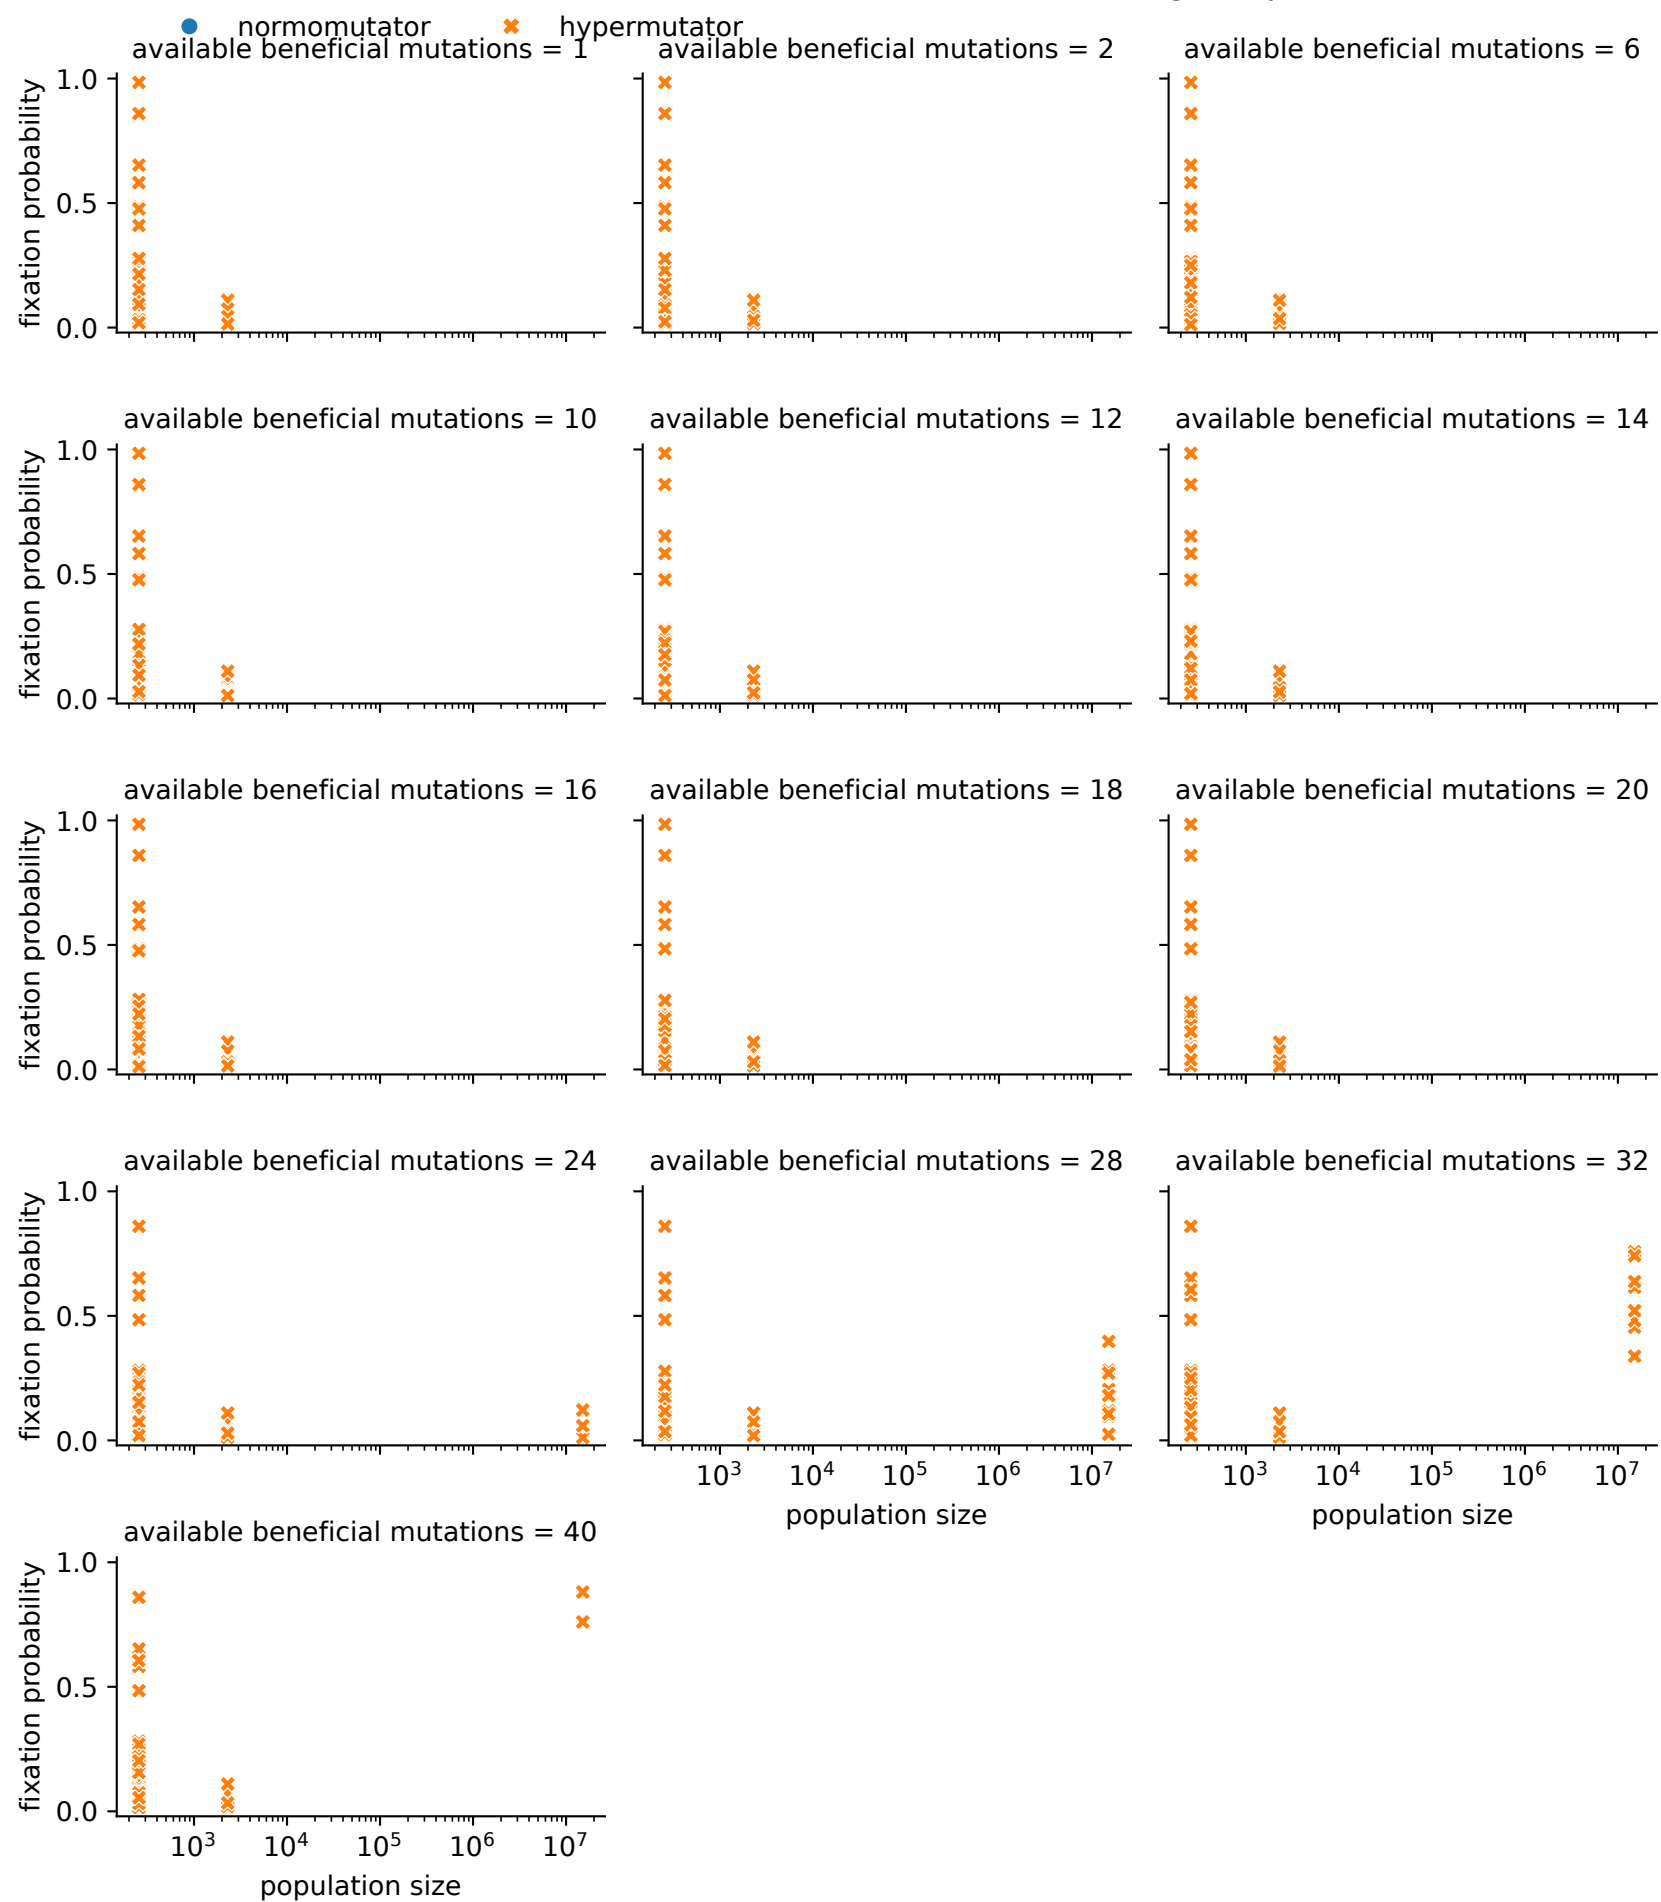 normomutator hypermutator
available beneficial mutations = 1 available beneficial mutations = 2 available beneficial mutations = 6
1.0
0.5
0.0
fixation probability
available beneficial mutations = 10 available beneficial mutations = 12 available beneficial mutations = 14
1.0
0.5
0.0
fixation probability
available beneficial mutations = 16 available beneficial mutations = 18 available beneficial mutations = 20
1.0
0.5
0.0
fixation probability
available beneficial mutations = 24 available beneficial mutations = 28 available beneficial mutations = 32
1.0
0.5
0.0
fixation probability
10³ 10⁴ 10⁵ 10⁶ 10⁷ 10³ 10⁴ 10⁵ 10⁶ 10⁷
population size population size
available beneficial mutations = 40
1.0
0.5
0.0
fixation probability
10³ 10⁴ 10⁵ 10⁶ 10⁷
population size